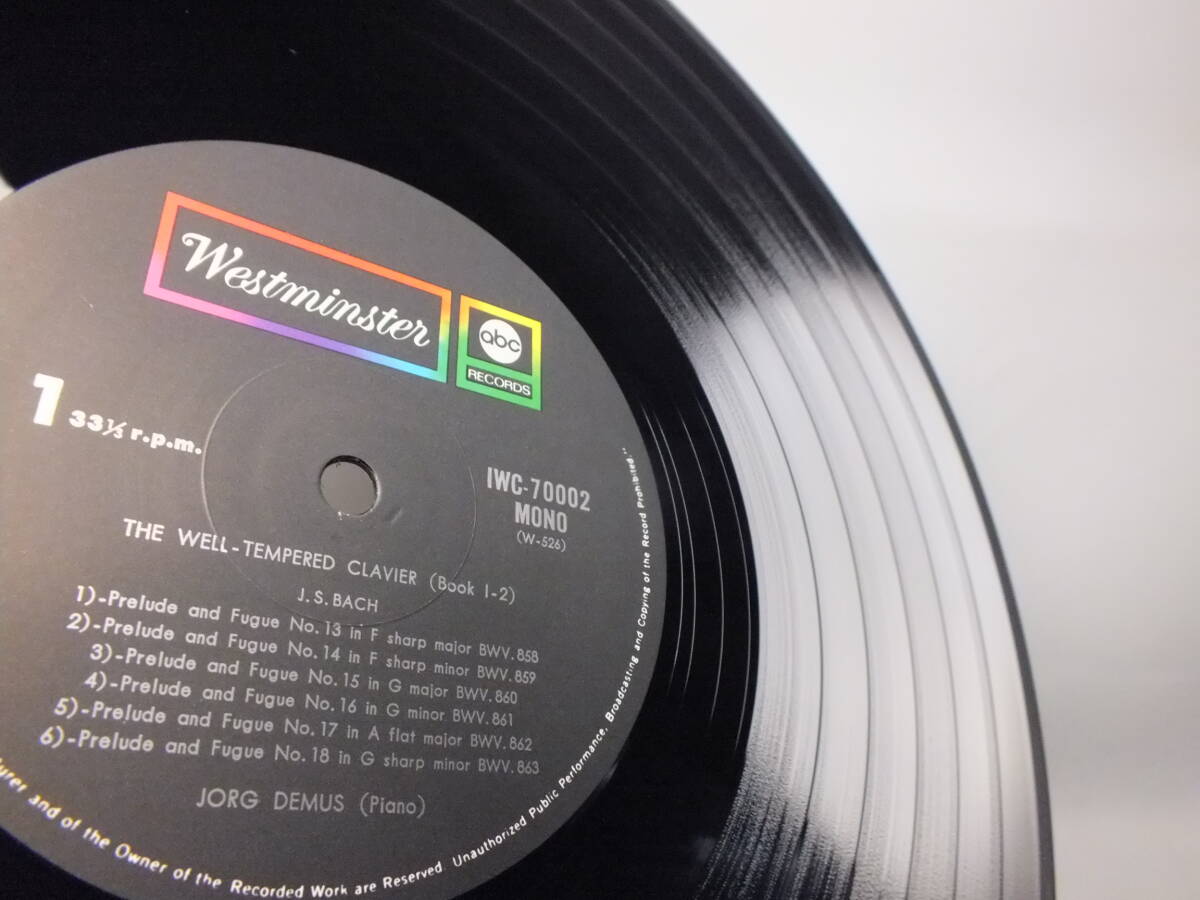 Westminster
abc
RECORDS
1 33⅓ r.p.m.
IWC-70002
MONO
(W-526)
THE WELL-TEMPERED CLAVIER (Book I-2)
J.S.BACH
1)-Prelude and Fugue No.13 in F sharp major BWV.858
2)-Prelude and Fugue No.14 in F sharp minor BWV.859
3)-Prelude and Fugue No.15 in G major BWV.860
4)-Prelude and Fugue No.16 in G minor BWV.861
5)-Prelude and Fugue No.17 in A flat major BWV.862
6)-Prelude and Fugue No.18 in G sharp minor BWV.863
JORG DEMUS (Piano)
and of the Owner of the Recorded Work are Reserved. Unauthorized Public Performance, Broadcasting and Copying of the Record Prohibited."